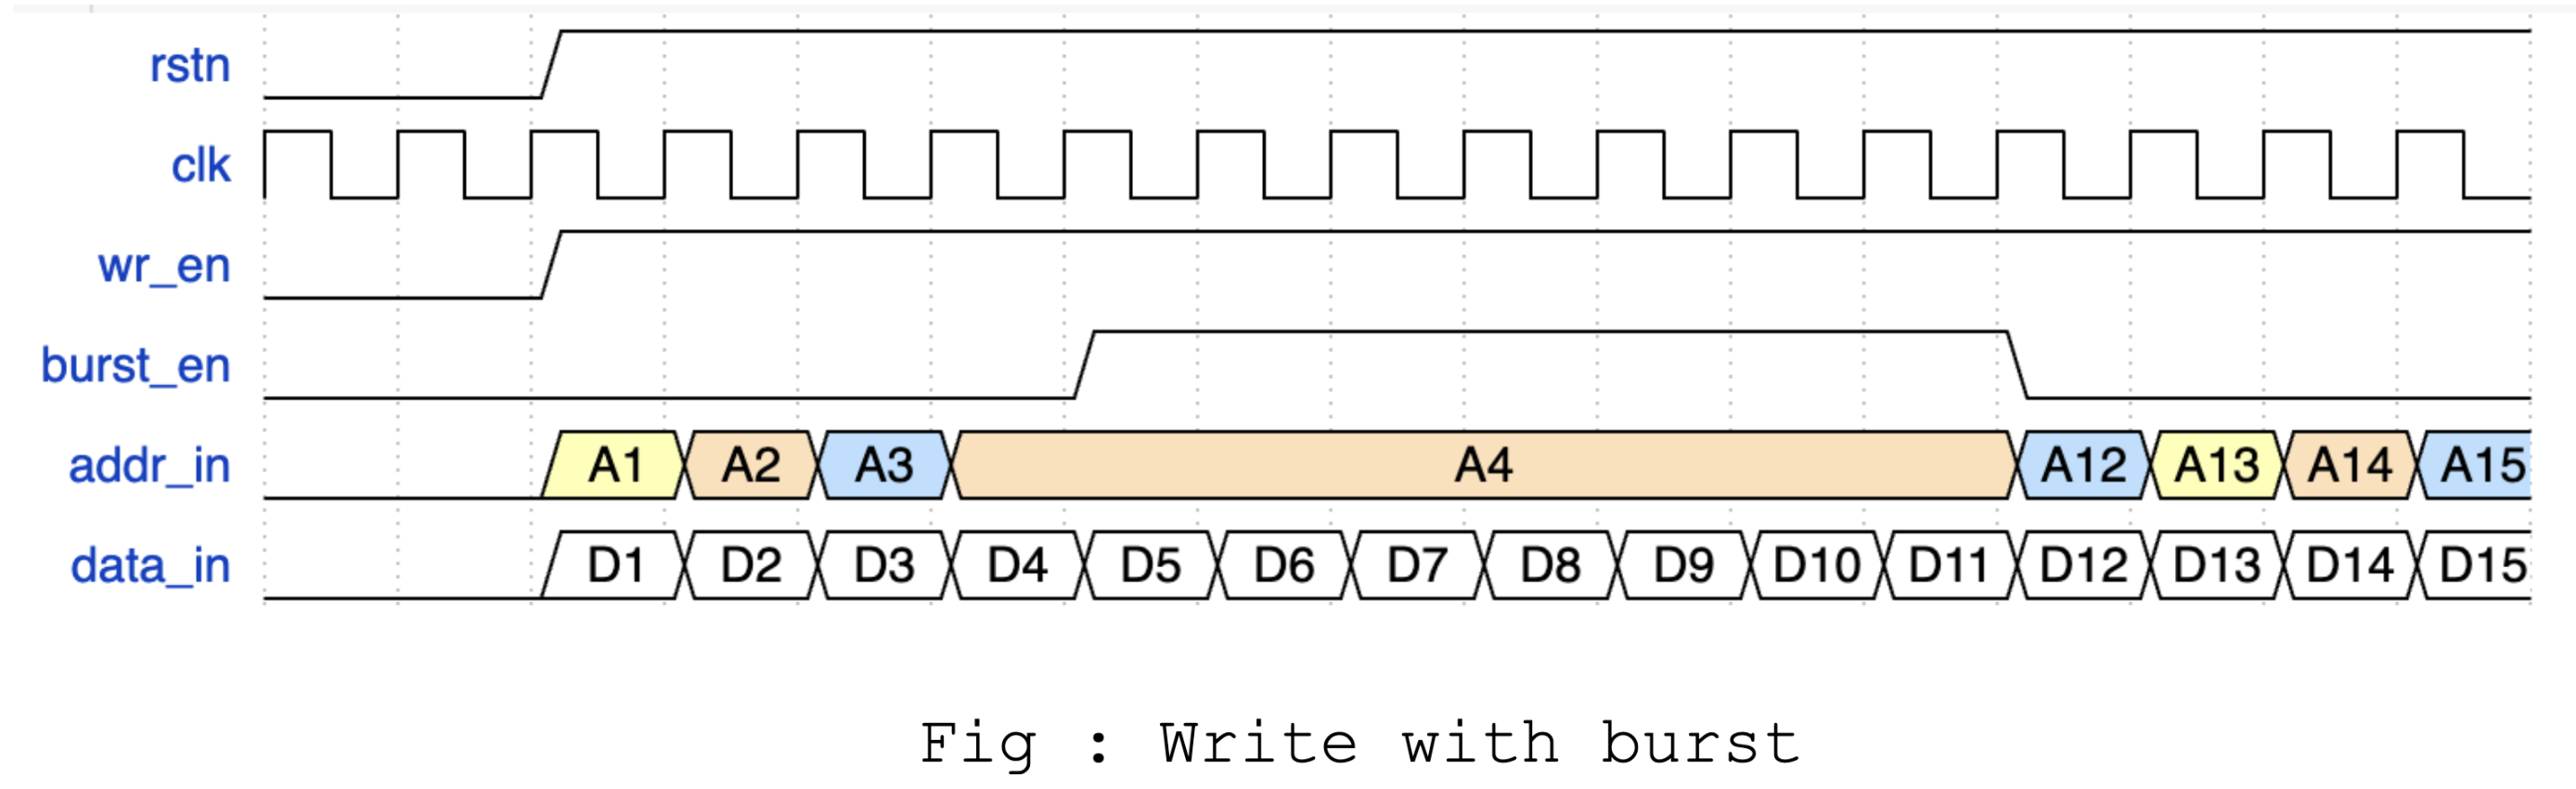 rstn
clk
wr_en
burst_en
addr_in A1 A2 A3 A4 A12 A13 A14 A15
data_in D1 D2 D3 D4 D5 D6 D7 D8 D9 D10 D11 D12 D13 D14 D15
Fig : Write with burst